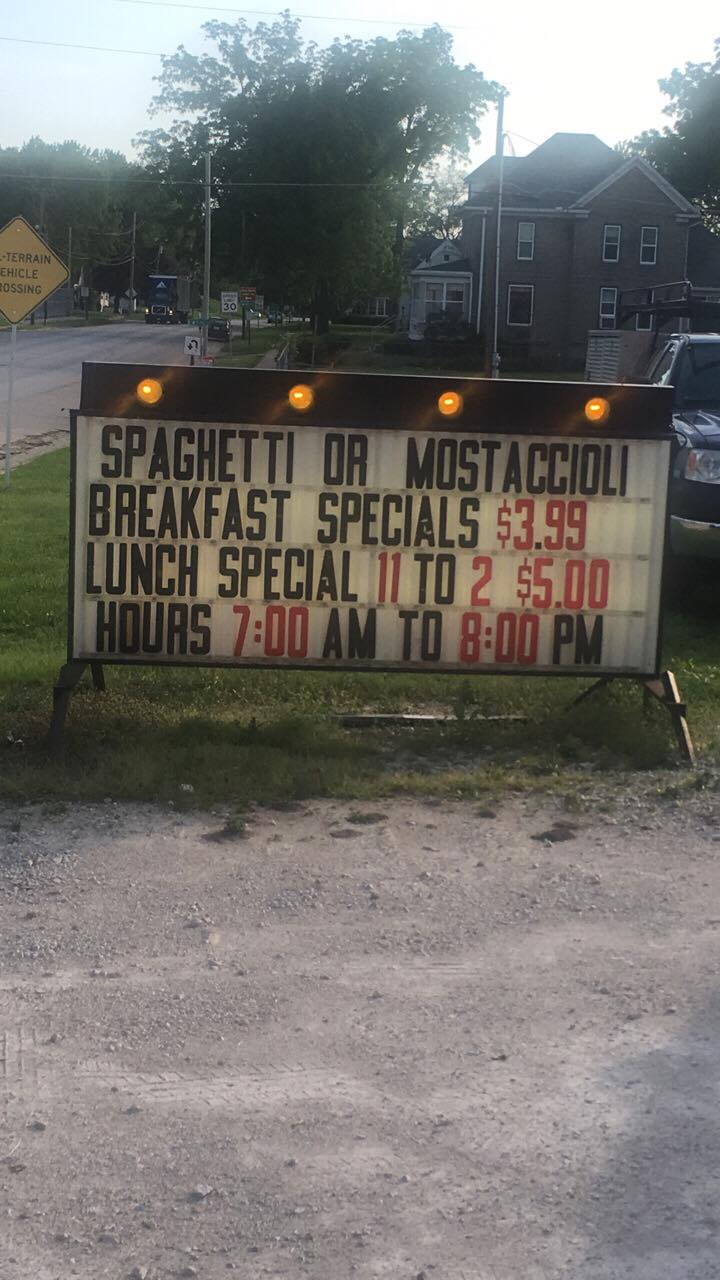 -TERRAIN
EHICLE
ROSSING
30
SPAGHETTI OR MOSTACCIOLI
BREAKFAST SPECIALS $3.99
LUNCH SPECIAL 11 TO 2 $5.00
HOURS 7:00 AM TO 8:00 PM